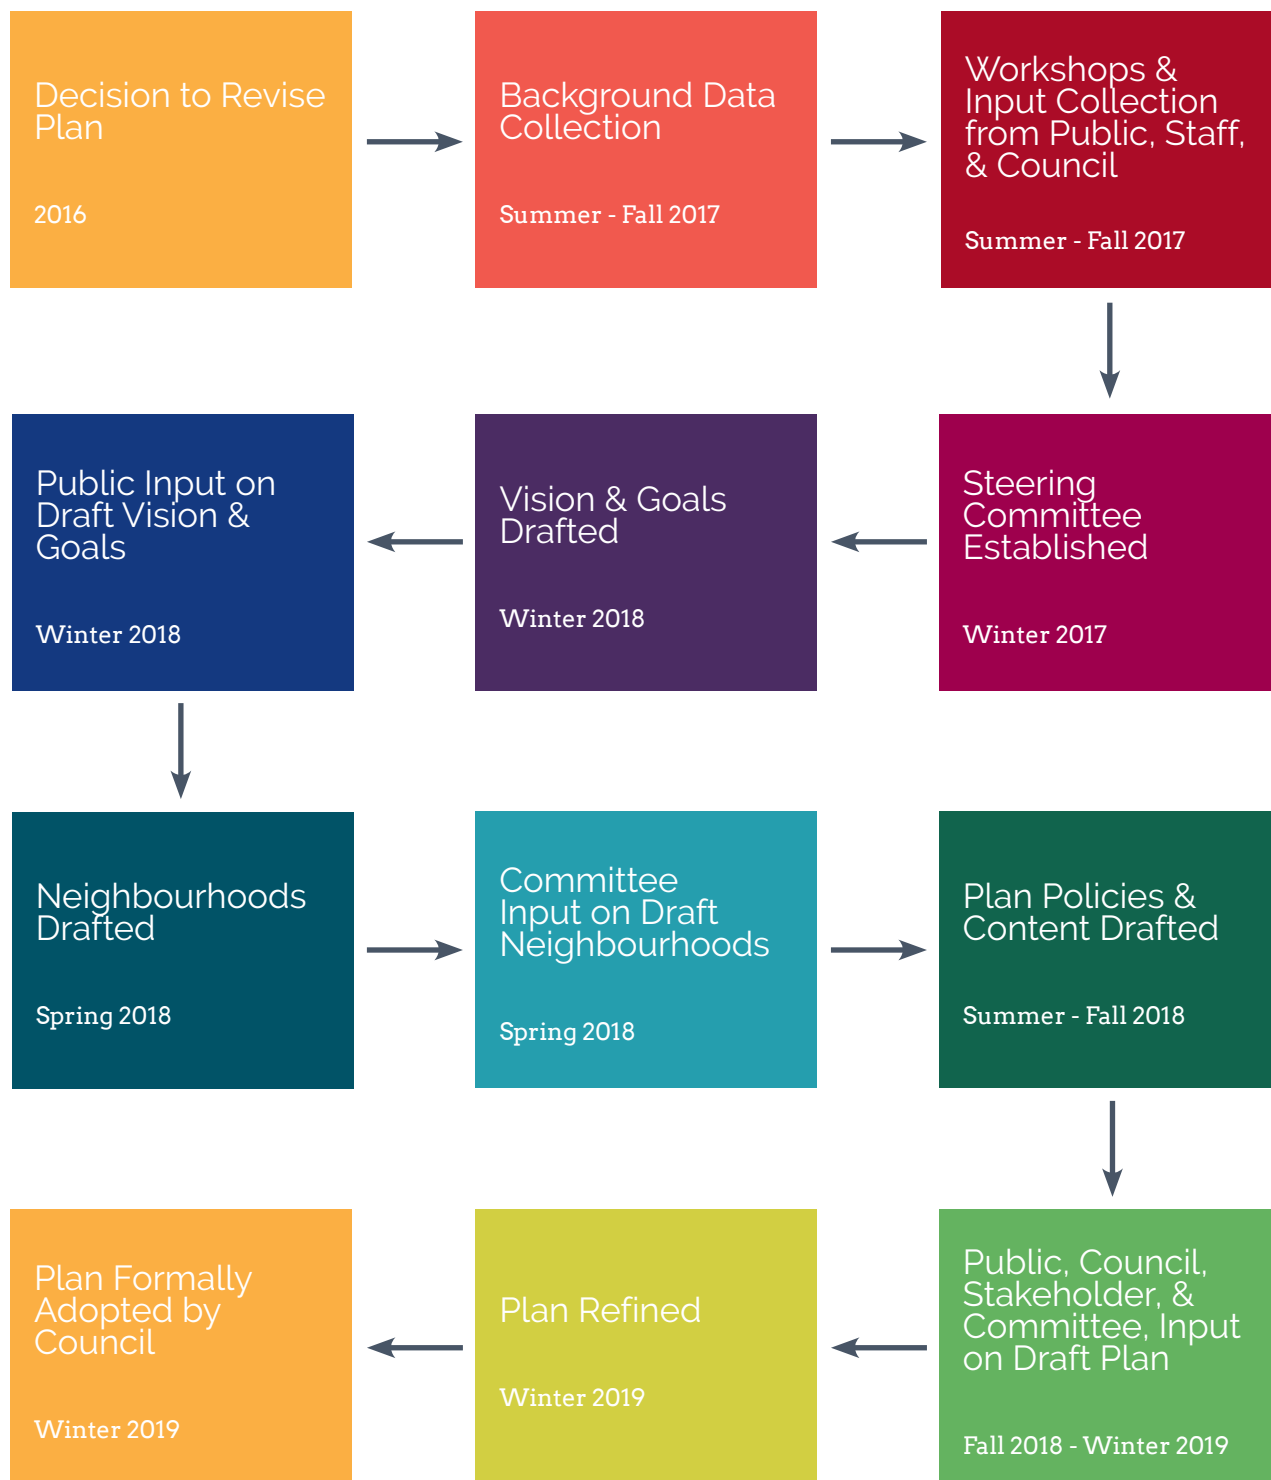 Decision to Revise
Plan
2016
Background Data
Collection
Summer - Fall 2017
Workshops &
Input Collection
from Public, Staff,
& Council
Summer - Fall 2017
Steering
Committee
Established
Winter 2017
Vision & Goals
Drafted
Winter 2018
Public Input on
Draft Vision &
Goals
Winter 2018
Neighbourhoods
Drafted
Spring 2018
Committee
Input on Draft
Neighbourhoods
Spring 2018
Plan Policies &
Content Drafted
Summer - Fall 2018
Public, Council,
Stakeholder, &
Committee, Input
on Draft Plan
Fall 2018 - Winter 2019
Plan Refined
Winter 2019
Plan Formally
Adopted by
Council
Winter 2019